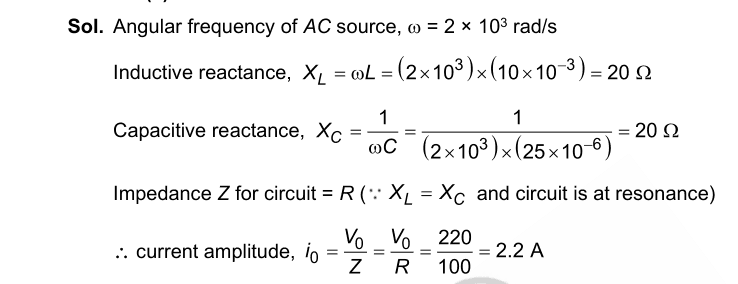 Sol. Angular frequency of AC source, ω = 2 × 10³ rad/s
Inductive reactance, X_L = ωL = (2×10³)×(10×10⁻³) = 20 Ω
Capacitive reactance, X_C = 1/ωC = 1/((2×10³)×(25×10⁻⁶)) = 20 Ω
Impedance Z for circuit = R (∵ X_L = X_C and circuit is at resonance)
∴ current amplitude, i₀ = V₀/Z = V₀/R = 220/100 = 2.2 A